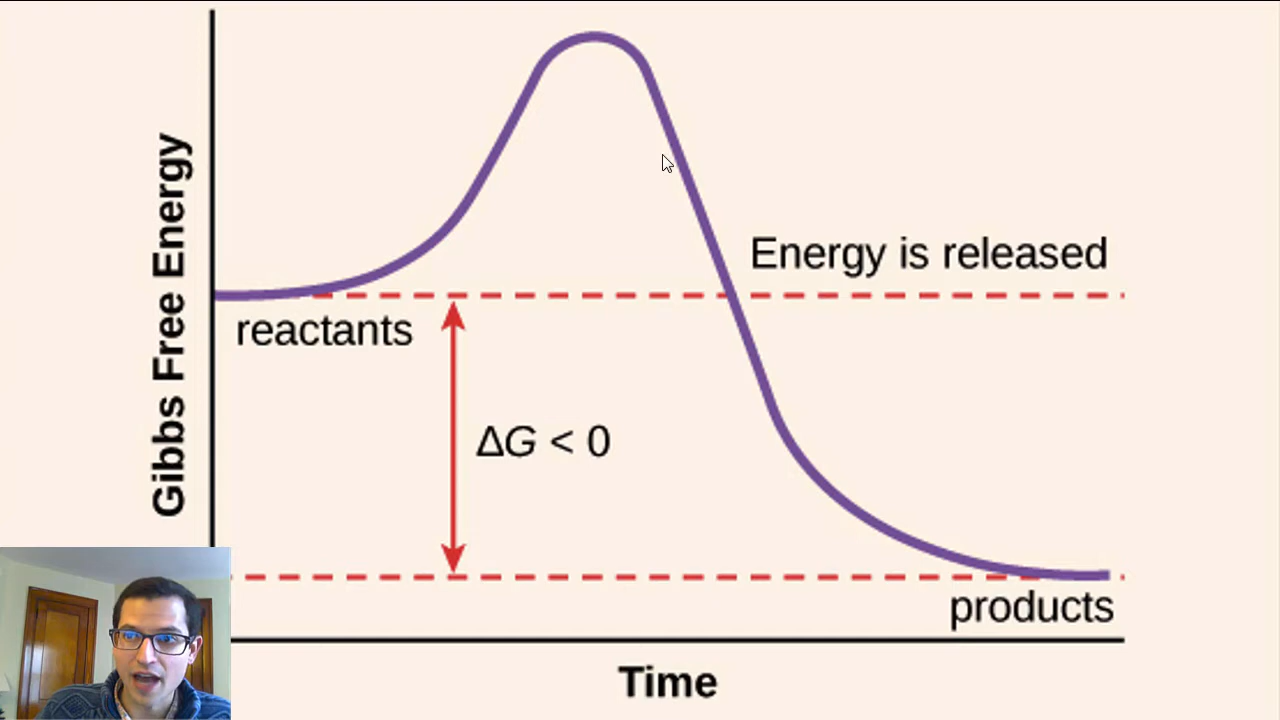 Gibbs Free Energy
Energy is released
reactants
ΔG < 0
products
Time